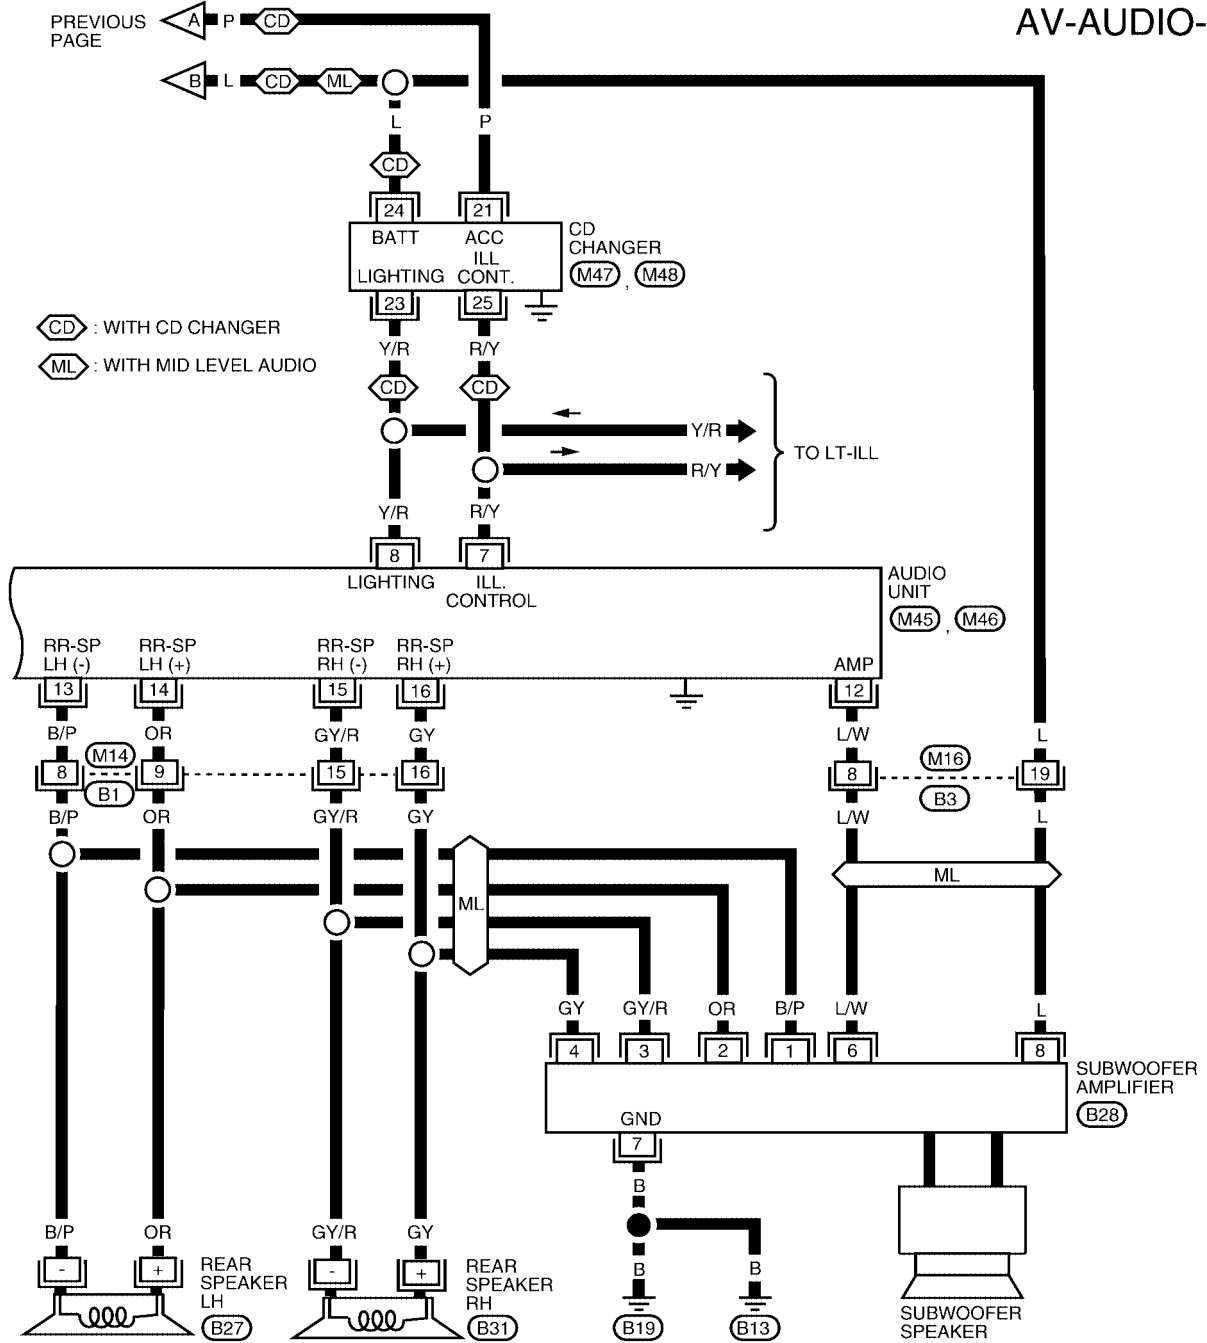 AV-AUDIO-
PREVIOUS
PAGE
A P CD
B L CD ML
L P
CD
24 21
BATT ACC
ILL
LIGHTING CONT.
CD
CHANGER
M47 , M48
23 25
CD : WITH CD CHANGER
ML : WITH MID LEVEL AUDIO
Y/R R/Y
CD CD
Y/R
R/Y
TO LT-ILL
Y/R R/Y
8 7
LIGHTING ILL.
CONTROL
AUDIO
UNIT
M45 , M46
RR-SP RR-SP RR-SP RR-SP
LH (-) LH (+) RH (-) RH (+) AMP
13 14 15 16 12
B/P OR GY/R GY L/W L
M14 M16
8 9 15 16 8 19
B1 B3
B/P OR GY/R GY L/W L
ML
ML
GY GY/R OR B/P L/W L
4 3 2 1 6 8
SUBWOOFER
AMPLIFIER
B28
GND
7
B
B/P OR GY/R GY
- + - +
B B
REAR
SPEAKER
LH
B27
REAR
SPEAKER
RH
B31
B19 B13
SUBWOOFER
SPEAKER